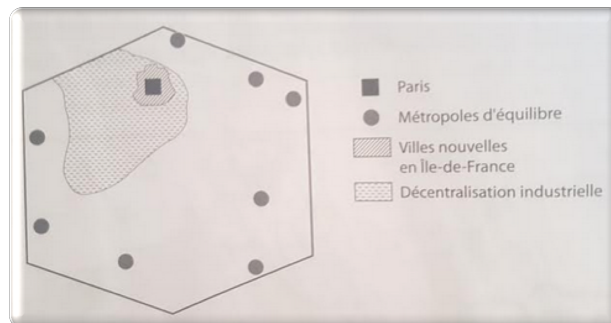 Paris
Métropoles d'équilibre
Villes nouvelles
en Île-de-France
Décentralisation industrielle